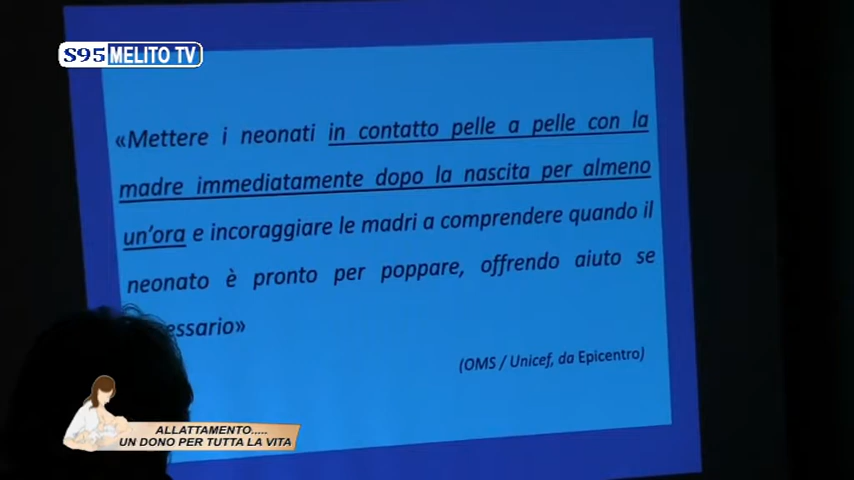 S95 MELITO TV
«Mettere i neonati in contatto pelle a pelle con la
madre immediatamente dopo la nascita per almeno
un'ora e incoraggiare le madri a comprendere quando il
neonato è pronto per poppare, offrendo aiuto se
essario»
(OMS / Unicef, da Epicentro)
ALLATTAMENTO.....
UN DONO PER TUTTA LA VITA